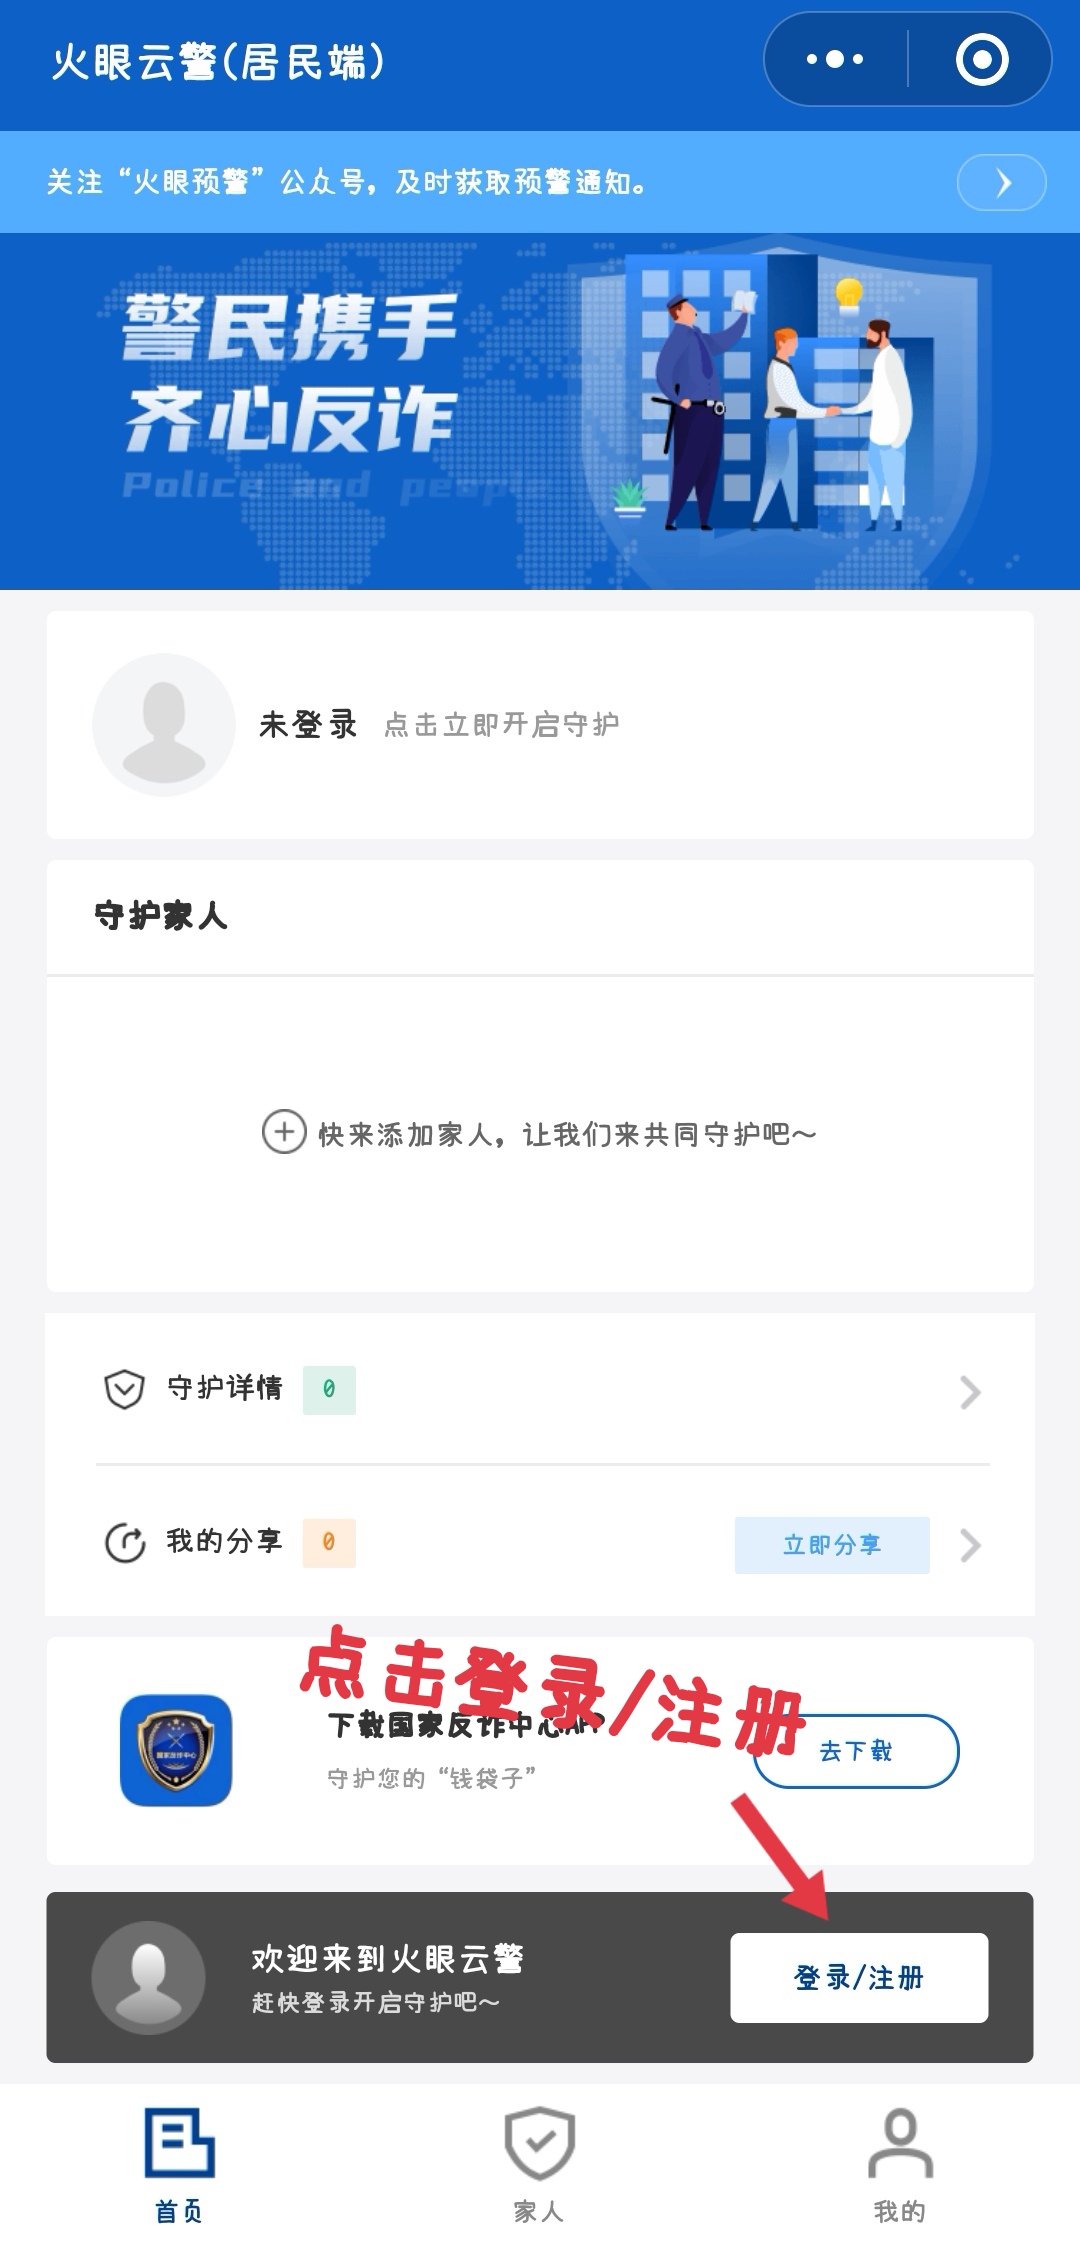 火眼云警(居民端)
关注“火眼预警”公众号，及时获取预警通知。
警民携手
齐心反诈
Police and peop
未登录 点击立即开启守护
守护家人
快来添加家人，让我们来共同守护吧～
守护详情 0
我的分享 0 立即分享
点击登录/注册
下载国家反诈中心APP
去下载
守护您的“钱袋子”
国家反诈中心
欢迎来到火眼云警
赶快登录开启守护吧～
登录/注册
首页 家人 我的